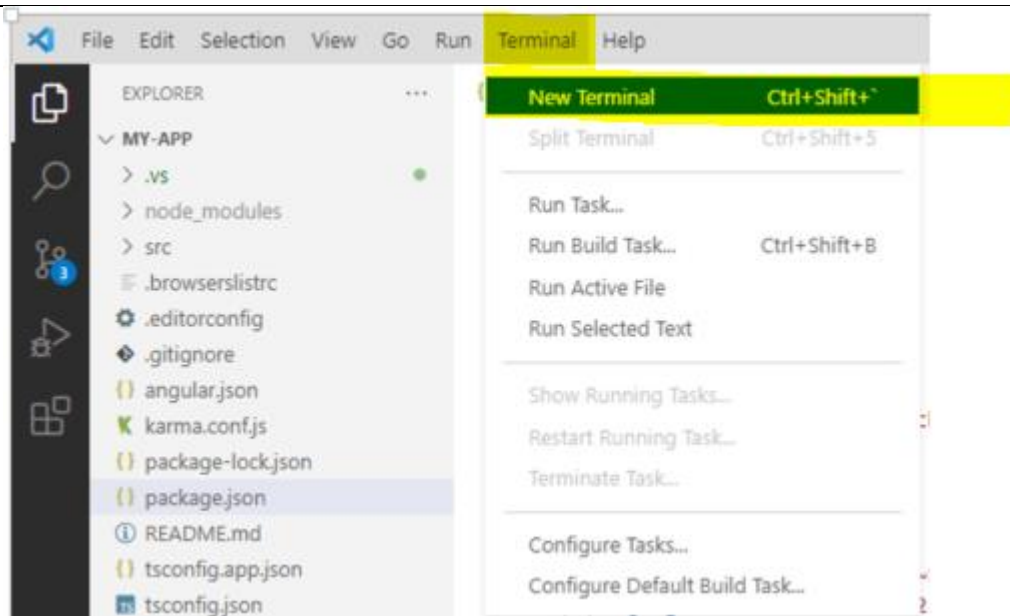 File Edit Selection View Go Run Terminal Help
EXPLORER ...
MY-APP
.vs
node_modules
src
.browserslistrc
.editorconfig
.gitignore
angular.json
karma.conf.js
package-lock.json
package.json
README.md
tsconfig.app.json
TS tsconfig.json
3
New Terminal Ctrl+Shift+`
Split Terminal Ctrl+Shift+5
Run Task...
Run Build Task... Ctrl+Shift+B
Run Active File
Run Selected Text
Show Running Tasks...
Restart Running Task...
Terminate Task...
Configure Tasks...
Configure Default Build Task...